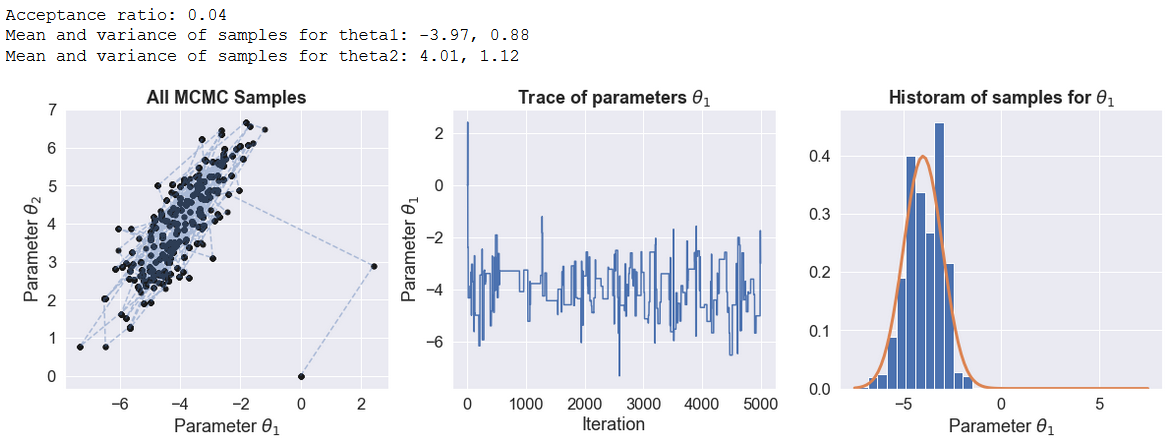 Acceptance ratio: 0.04
Mean and variance of samples for theta1: -3.97, 0.88
Mean and variance of samples for theta2: 4.01, 1.12
All MCMC Samples
7
6
5
4
3
2
1
0
Parameter θ₂
−6 −4 −2 0 2
Parameter θ₁
Trace of parameters θ₁
2
0
−2
−4
−6
Parameter θ₁
0 1000 2000 3000 4000 5000
Iteration
Historam of samples for θ₁
0.4
0.3
0.2
0.1
0.0
−5 0 5
Parameter θ₁